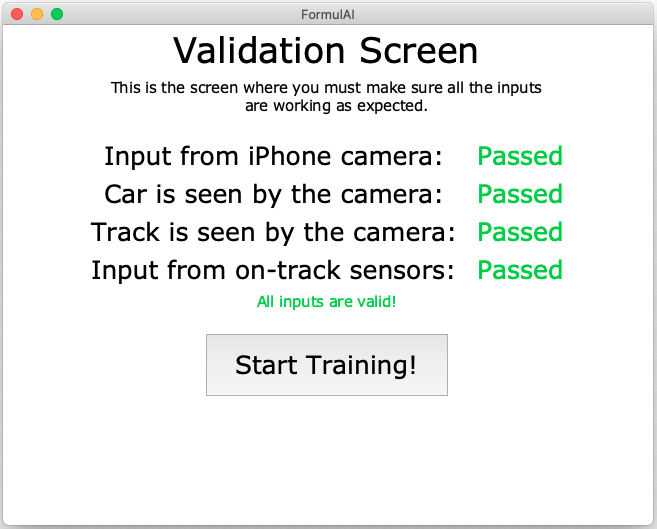 FormulAI
Validation Screen
This is the screen where you must make sure all the inputs
are working as expected.
Input from iPhone camera: Passed
Car is seen by the camera: Passed
Track is seen by the camera: Passed
Input from on-track sensors: Passed
All inputs are valid!
Start Training!